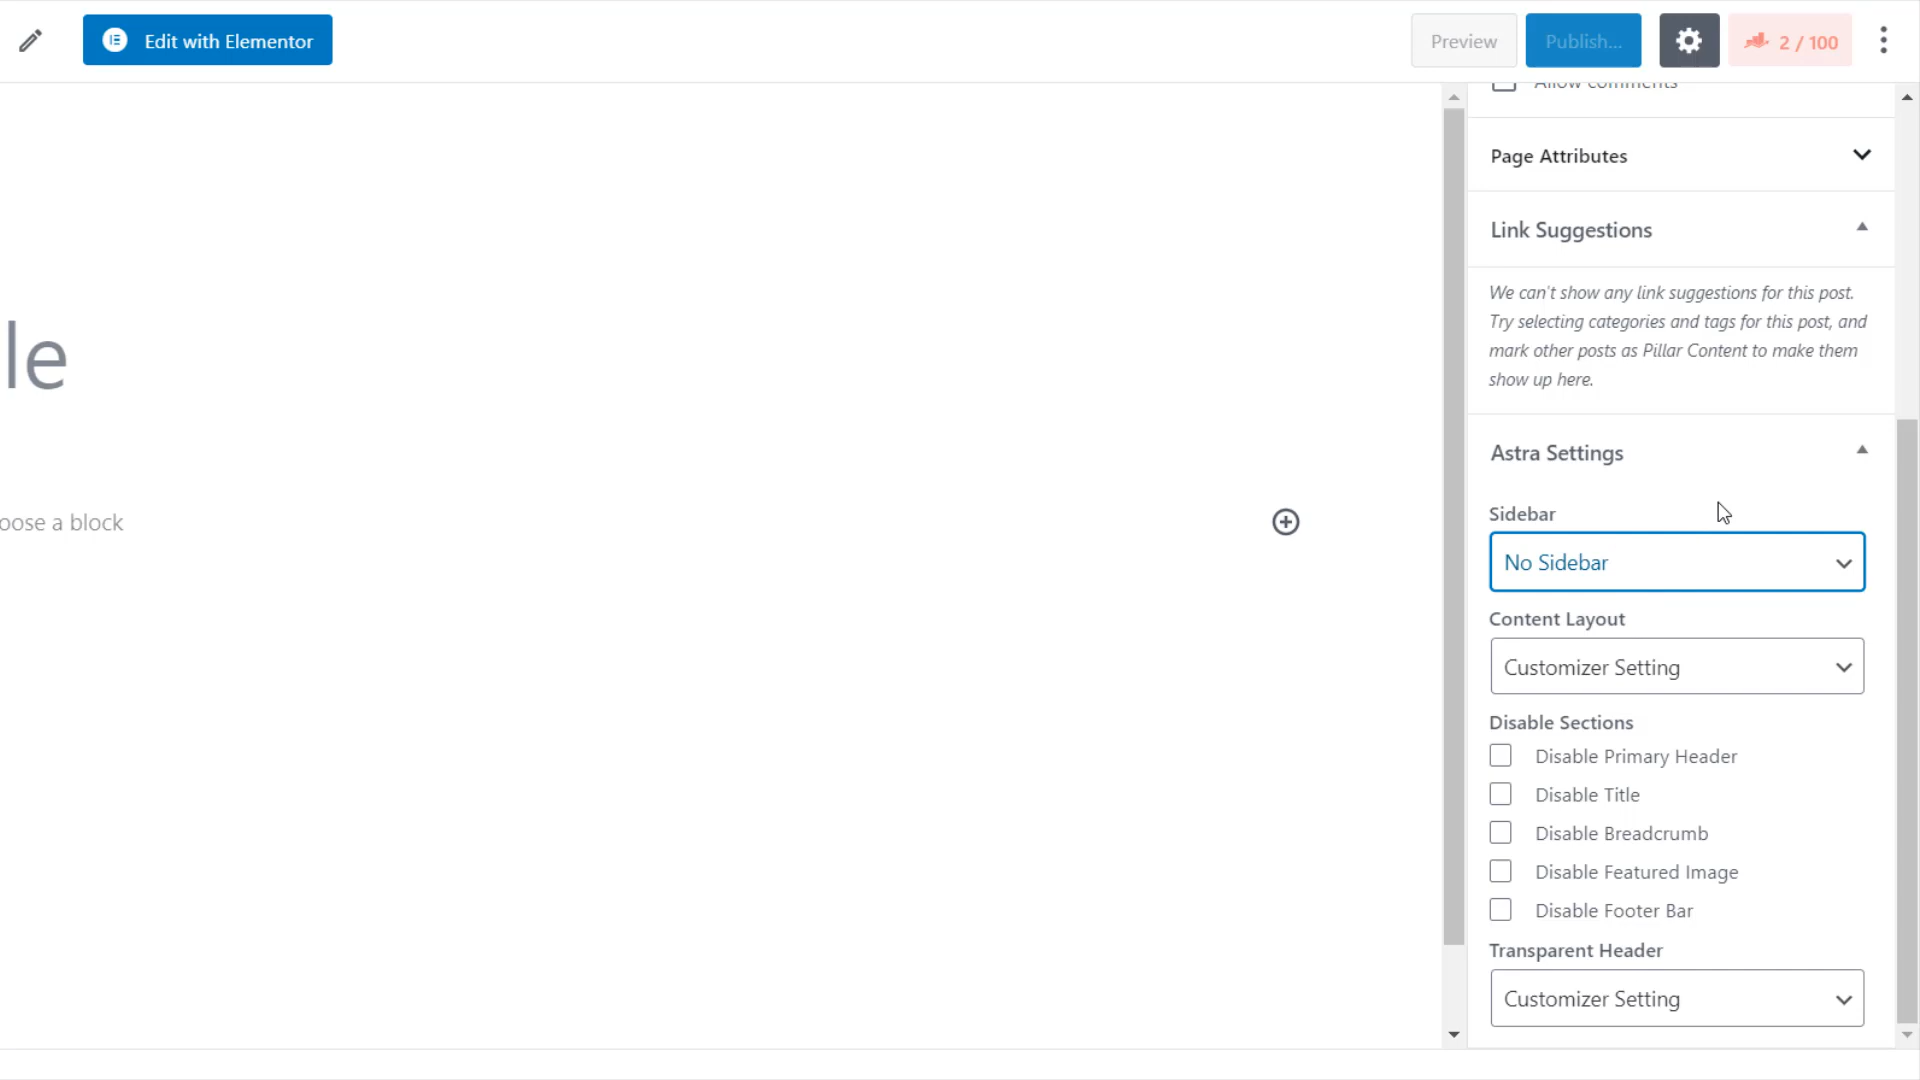 Edit with Elementor
Preview
Publish...
2 / 100
Allow comments
Page Attributes
Link Suggestions
We can't show any link suggestions for this post.
Try selecting categories and tags for this post, and
mark other posts as Pillar Content to make them
show up here.
le
Astra Settings
Sidebar
oose a block
No Sidebar
Content Layout
Customizer Setting
Disable Sections
Disable Primary Header
Disable Title
Disable Breadcrumb
Disable Featured Image
Disable Footer Bar
Transparent Header
Customizer Setting